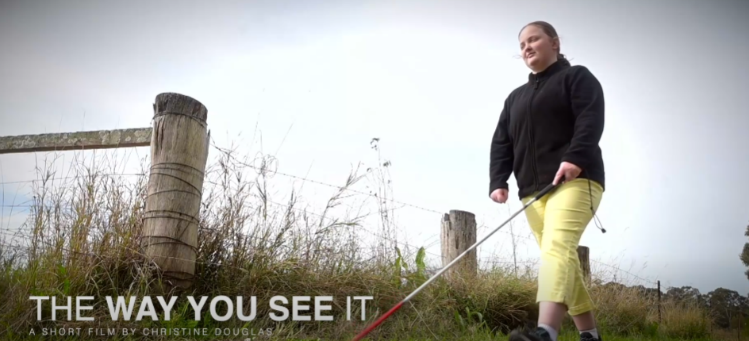 THE WAY YOU SEE IT
A SHORT FILM BY CHRISTINE DOUGLAS